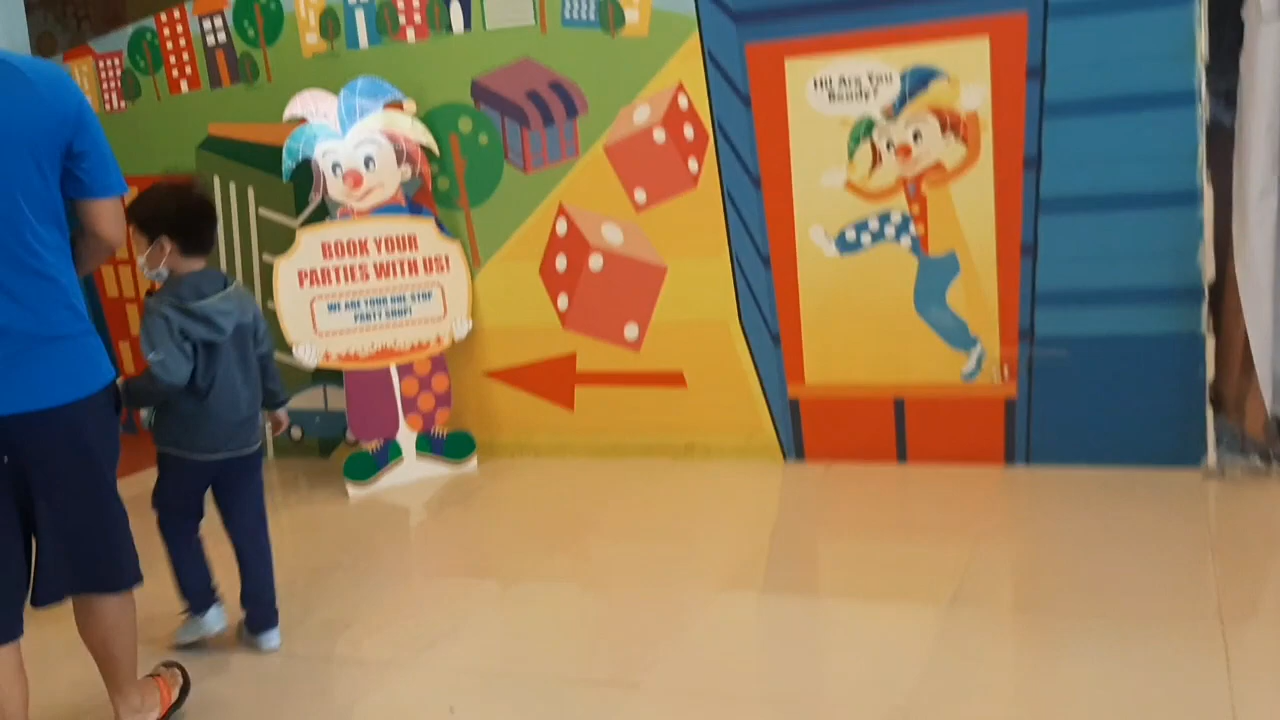 Hi! Are You
Ready?
BOOK YOUR
PARTIES WITH US!
WE ARE YOUR ONE-STOP
PARTY SHOP!